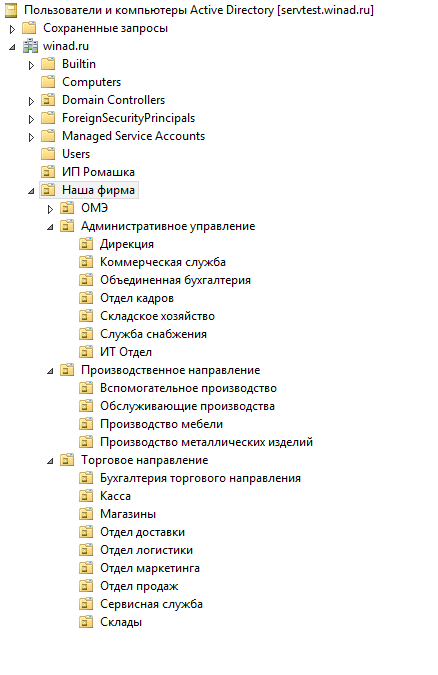 Пользователи и компьютеры Active Directory [servtest.winad.ru]
Сохраненные запросы
winad.ru
Builtin
Computers
Domain Controllers
ForeignSecurityPrincipals
Managed Service Accounts
Users
ИП Ромашка
Наша фирма
ОМЭ
Административное управление
Дирекция
Коммерческая служба
Объединенная бухгалтерия
Отдел кадров
Складское хозяйство
Служба снабжения
ИТ Отдел
Производственное направление
Вспомогательное производство
Обслуживающие производства
Производство мебели
Производство металлических изделий
Торговое направление
Бухгалтерия торгового направления
Касса
Магазины
Отдел доставки
Отдел логистики
Отдел маркетинга
Отдел продаж
Сервисная служба
Склады